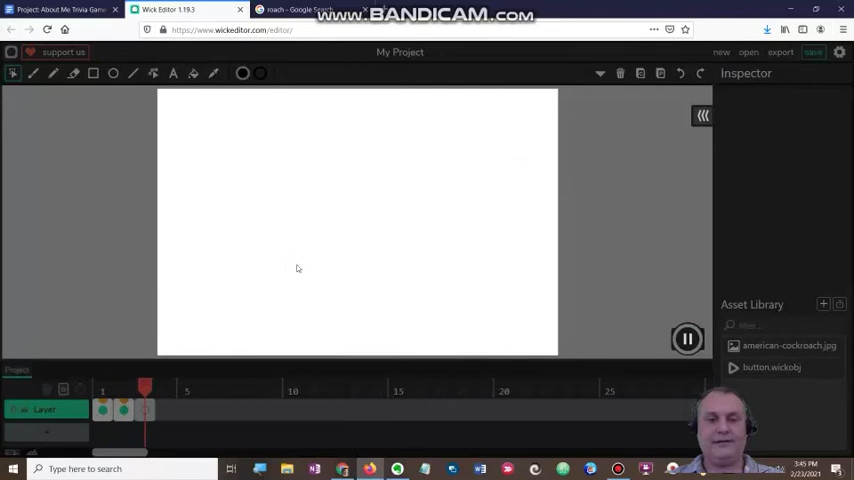 Project: About Me Trivia Game
Wick Editor 1.19.3
roach - Google Search
www.BANDICAM.com
https://www.wickeditor.com/editor/
support us
My Project
new open export save
Inspector
Asset Library
filter...
american-cockroach.jpg
button.wickobj
Project
1 5 10 15 20 25
Layer
Type here to search
3:45 PM
2/23/2021